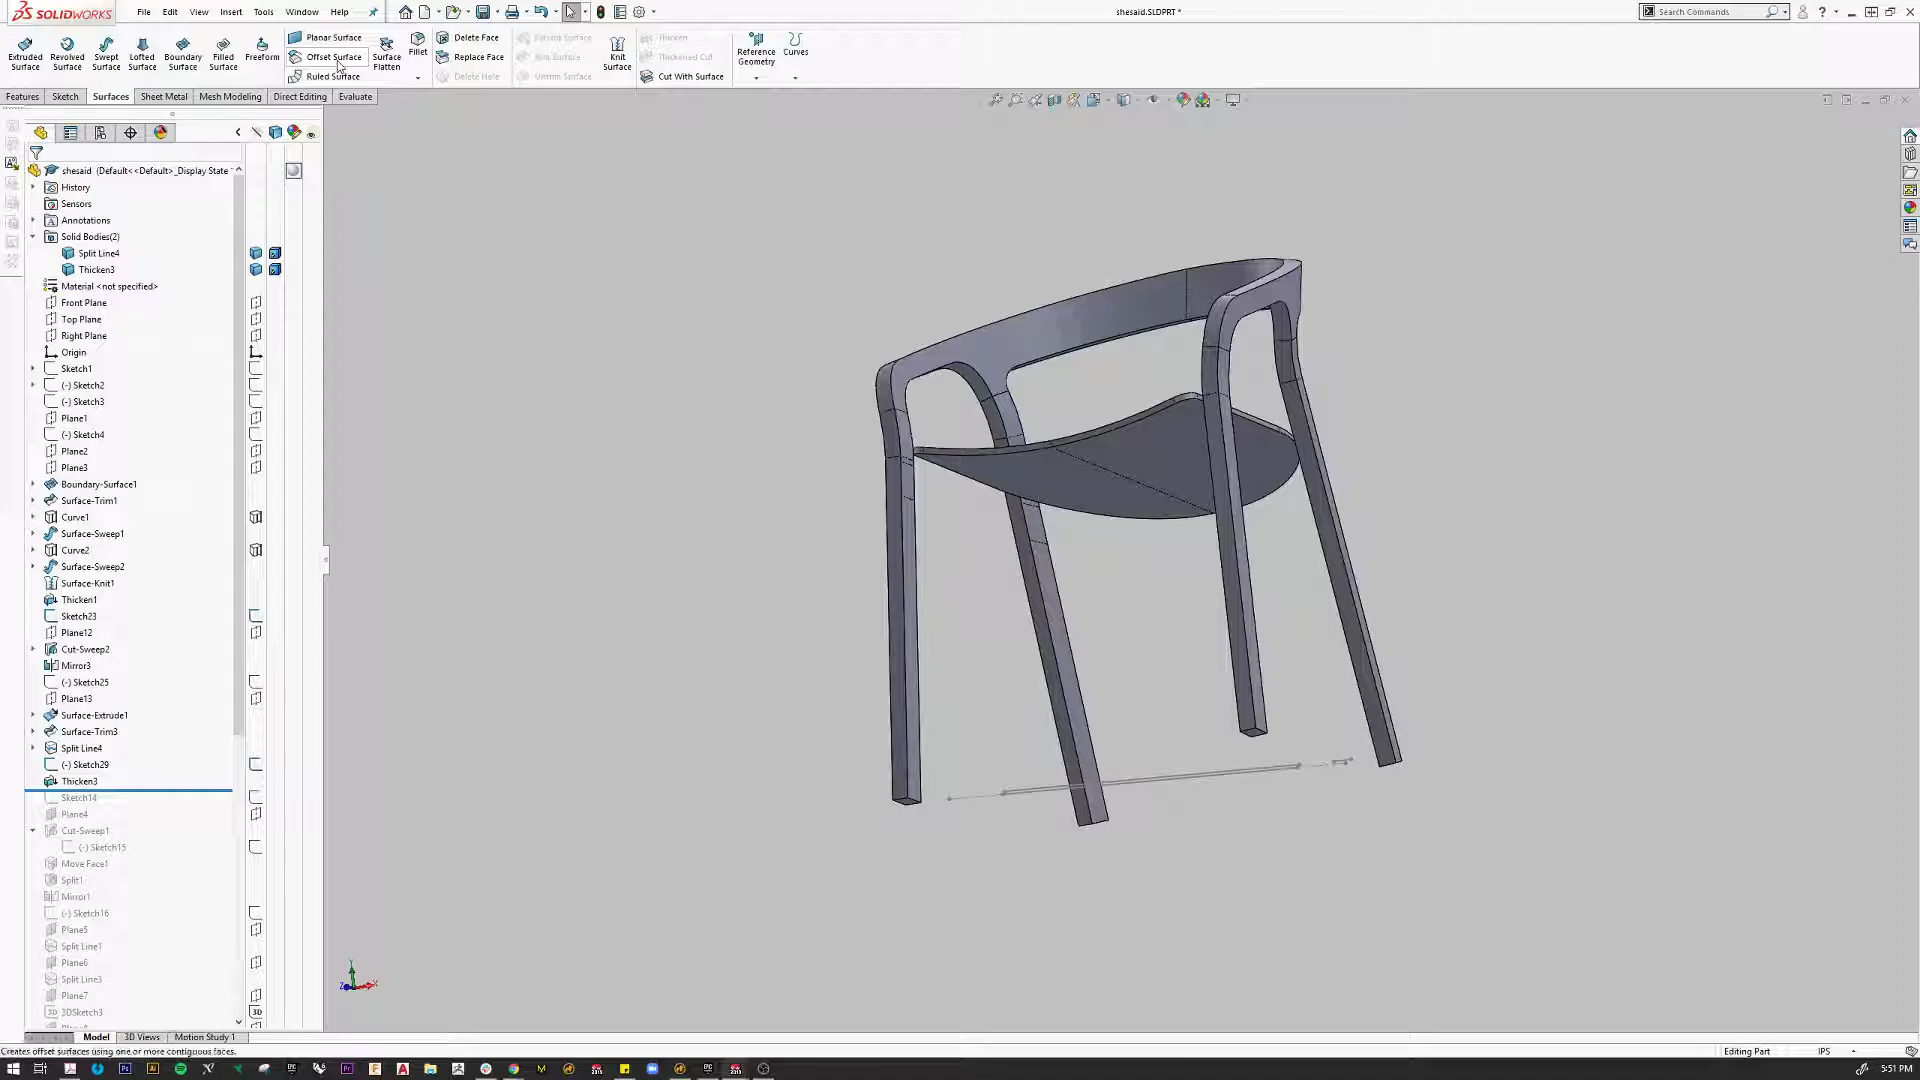 SOLIDWORKS File Edit View Insert Tools Window Help shesaid.SLDPRT * Search Commands
Extruded Surface
Revolved Surface
Swept Surface
Lofted Surface
Boundary Surface
Filled Surface
Freeform
Planar Surface
Offset Surface
Ruled Surface
Surface Flatten
Fillet
Delete Face
Replace Face
Delete Hole
Extend Surface
Trim Surface
Untrim Surface
Knit Surface
Thicken
Thickened Cut
Cut With Surface
Reference Geometry
Curves
Features Sketch Surfaces Sheet Metal Mesh Modeling Direct Editing Evaluate
shesaid (Default<<Default>_Display State
History
Sensors
Annotations
Solid Bodies(2)
Split Line4
Thicken3
Material <not specified>
Front Plane
Top Plane
Right Plane
Origin
Sketch1
(-) Sketch2
(-) Sketch3
Plane1
(-) Sketch4
Plane2
Plane3
Boundary-Surface1
Surface-Trim1
Curve1
Surface-Sweep1
Curve2
Surface-Sweep2
Surface-Knit1
Thicken1
Sketch23
Plane12
Cut-Sweep2
Mirror3
(-) Sketch25
Plane13
Surface-Extrude1
Surface-Trim3
Split Line4
(-) Sketch29
Thicken3
Sketch14
Plane4
Cut-Sweep1
(-) Sketch15
Move Face1
Split1
Mirror1
(-) Sketch16
Plane5
Split Line1
Plane6
Split Line3
Plane7
3D 3DSketch3 3D
Model 3D Views Motion Study 1
Creates offset surfaces using one or more contiguous faces. Editing Part IPS
5:51 PM